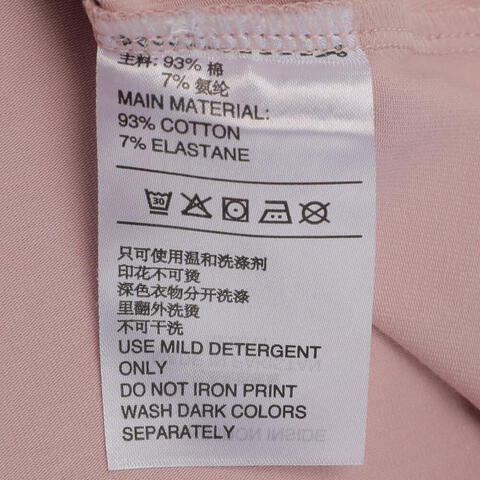 主料: 93% 棉
7% 氨纶
MAIN MATERIAL:
93% COTTON
7% ELASTANE
30
只可使用温和洗涤剂
印花不可烫
深色衣物分开洗涤
里翻外洗烫
不可干洗
USE MILD DETERGENT
ONLY
DO NOT IRON PRINT
WASH DARK COLORS
SEPARATELY